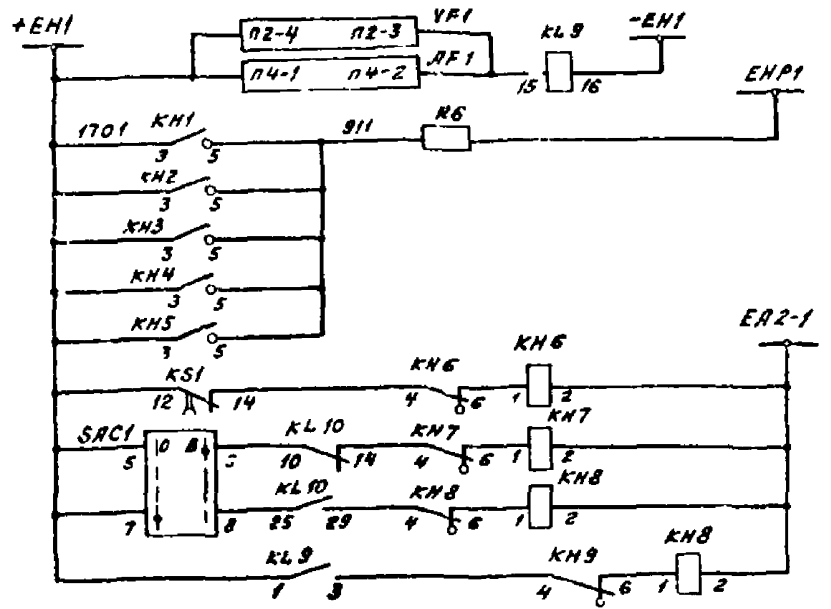 +EH1
П2-4 П2-3 УF1
KL9
-EH1
П4-1 П4-2 AF1
15 16
EHP1
1701 KH1
3 5
911 R6
KH2
3 5
KH3
3 5
KH4
3 5
KH5
3 5
EA2-1
KS1
12 14
KH6
4 6
KH6
1 2
SAC1
5 O B
KL10
10 14
KH7
4 6
KH7
1 2
7 8
KL10
25 29
KH8
4 6
KH8
1 2
KL9
1 3
KH9
4 6
KH8
1 2